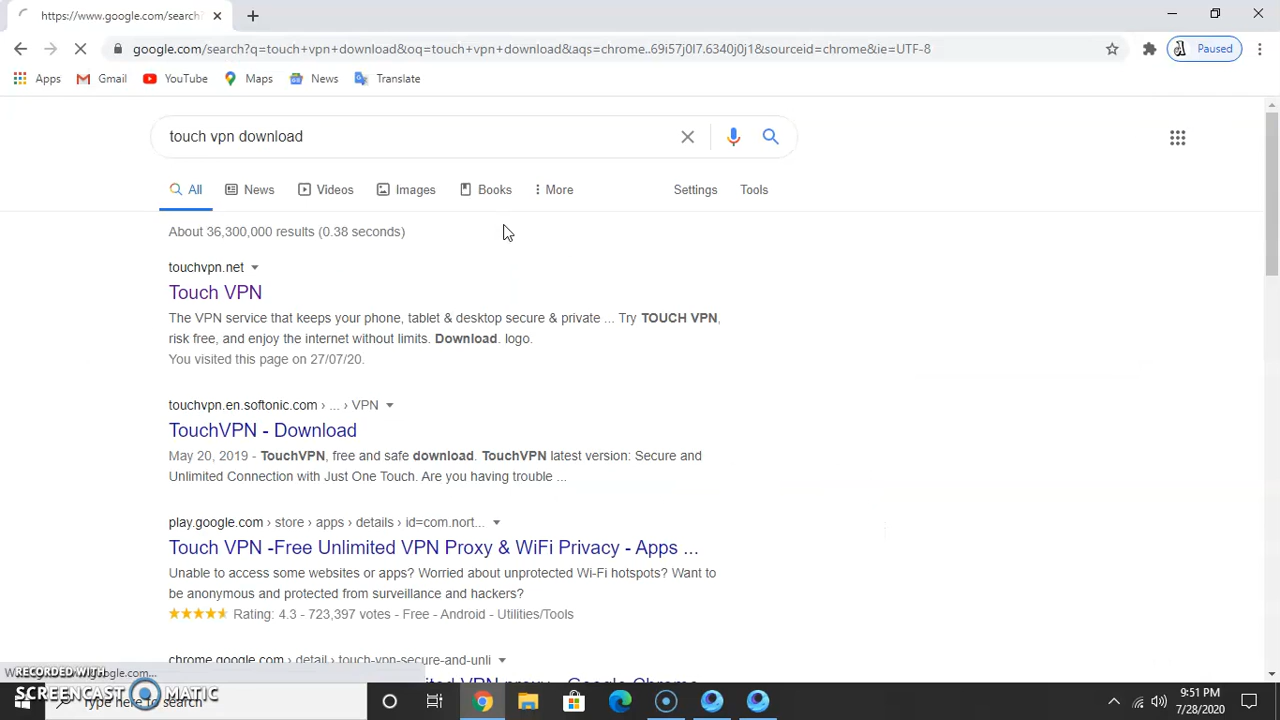 https://www.google.com/search?
google.com/search?q=touch+vpn+download&oq=touch+vpn+download&aqs=chrome..69i57j0l7.6340j0j1&sourceid=chrome&ie=UTF-8
Paused
Apps Gmail YouTube Maps News Translate
touch vpn download
All News Videos Images Books More Settings Tools
About 36,300,000 results (0.38 seconds)
touchvpn.net
Touch VPN
The VPN service that keeps your phone, tablet & desktop secure & private ... Try TOUCH VPN,
risk free, and enjoy the internet without limits. Download. logo.
You visited this page on 27/07/20.
touchvpn.en.softonic.com › ... › VPN
TouchVPN - Download
May 20, 2019 - TouchVPN, free and safe download. TouchVPN latest version: Secure and
Unlimited Connection with Just One Touch. Are you having trouble ...
play.google.com › store › apps › details › id=com.nort...
Touch VPN -Free Unlimited VPN Proxy & WiFi Privacy - Apps ...
Unable to access some websites or apps? Worried about unprotected Wi-Fi hotspots? Want to
be anonymous and protected from surveillance and hackers?
Rating: 4.3 - 723,397 votes - Free - Android - Utilities/Tools
chrome.google.com › detail › touch-vpn-secure-and-unli
RECORDED WITH
SCREENCAST MATIC
Type here to search
9:51 PM
7/28/2020